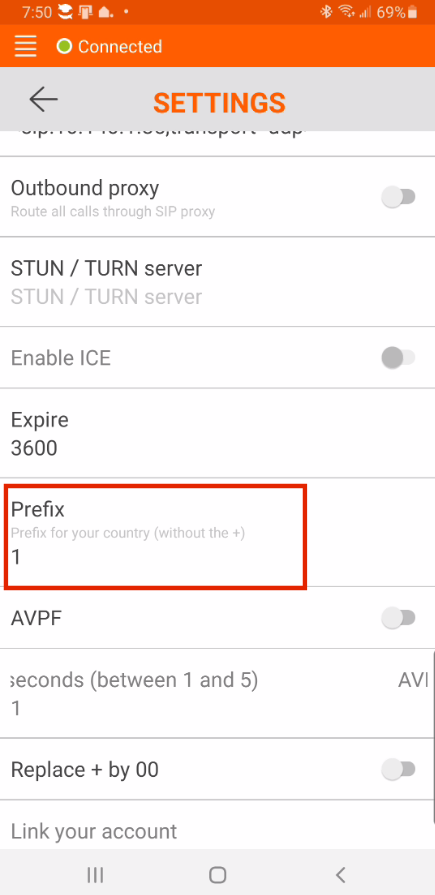 7:50
69%
Connected
SETTINGS
Outbound proxy
Route all calls through SIP proxy
STUN / TURN server
STUN / TURN server
Enable ICE
Expire
3600
Prefix
Prefix for your country (without the +)
1
AVPF
seconds (between 1 and 5) AVI
1
Replace + by 00
Link your account